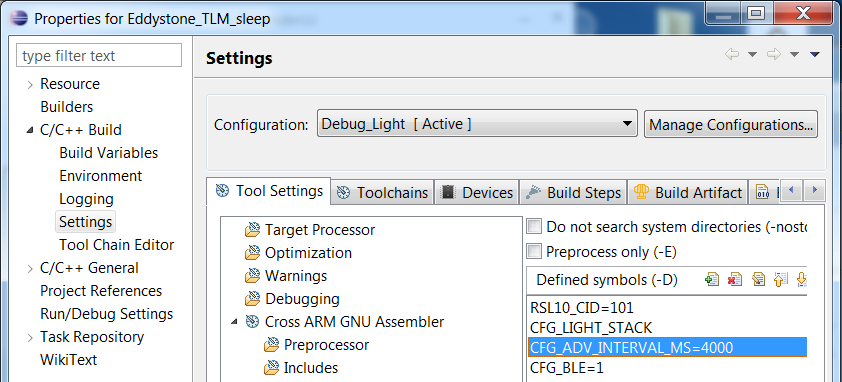 Properties for Eddystone_TLM_sleep
type filter text
Resource
Builders
C/C++ Build
Build Variables
Environment
Logging
Settings
Tool Chain Editor
C/C++ General
Project References
Run/Debug Settings
Task Repository
WikiText
Settings
Configuration:
Debug_Light [ Active ]
Manage Configurations...
Tool Settings
Toolchains
Devices
Build Steps
Build Artifact
Target Processor
Optimization
Warnings
Debugging
Cross ARM GNU Assembler
Preprocessor
Includes
Do not search system directories (-nostd
Preprocess only (-E)
Defined symbols (-D)
RSL10_CID=101
CFG_LIGHT_STACK
CFG_ADV_INTERVAL_MS=4000
CFG_BLE=1